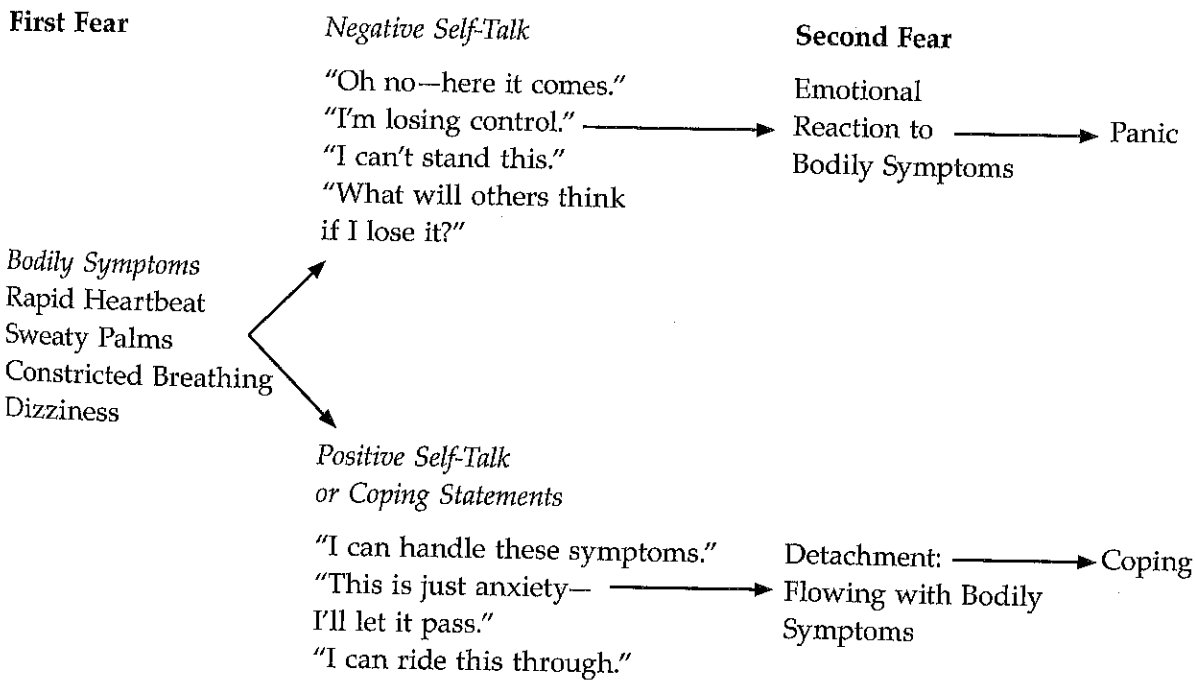 First Fear
Negative Self-Talk
"Oh no—here it comes."
"I'm losing control."
"I can't stand this."
"What will others think
if I lose it?"
Second Fear
Emotional
Reaction to
Bodily Symptoms
Panic
Bodily Symptoms
Rapid Heartbeat
Sweaty Palms
Constricted Breathing
Dizziness
Positive Self-Talk
or Coping Statements
"I can handle these symptoms."
"This is just anxiety—
I'll let it pass."
"I can ride this through."
Detachment:
Flowing with Bodily
Symptoms
Coping